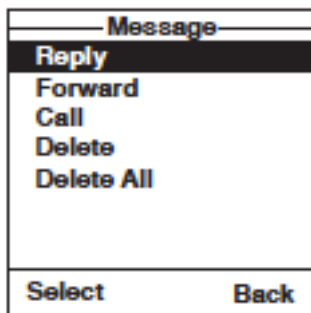 Message
Reply
Forward
Call
Delete
Delete All
Select Back